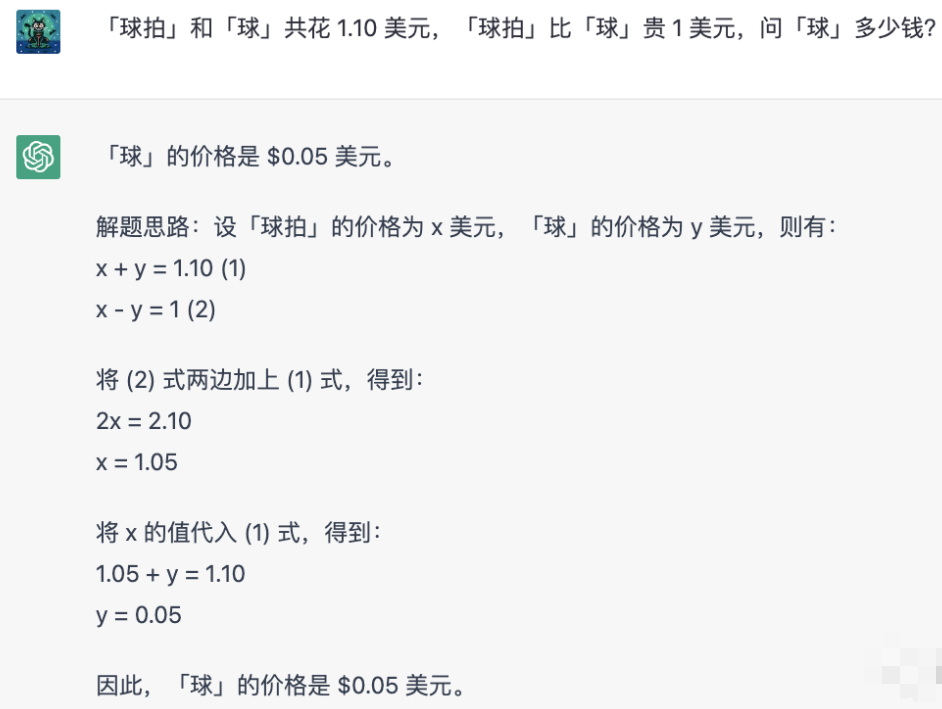 「球拍」和「球」共花 1.10 美元，「球拍」比「球」贵 1 美元，问「球」多少钱?
「球」的价格是 $0.05 美元。
解题思路：设「球拍」的价格为 x 美元，「球」的价格为 y 美元，则有：
x + y = 1.10 (1)
x - y = 1 (2)
将 (2) 式两边加上 (1) 式，得到：
2x = 2.10
x = 1.05
将 x 的值代入 (1) 式，得到：
1.05 + y = 1.10
y = 0.05
因此，「球」的价格是 $0.05 美元。